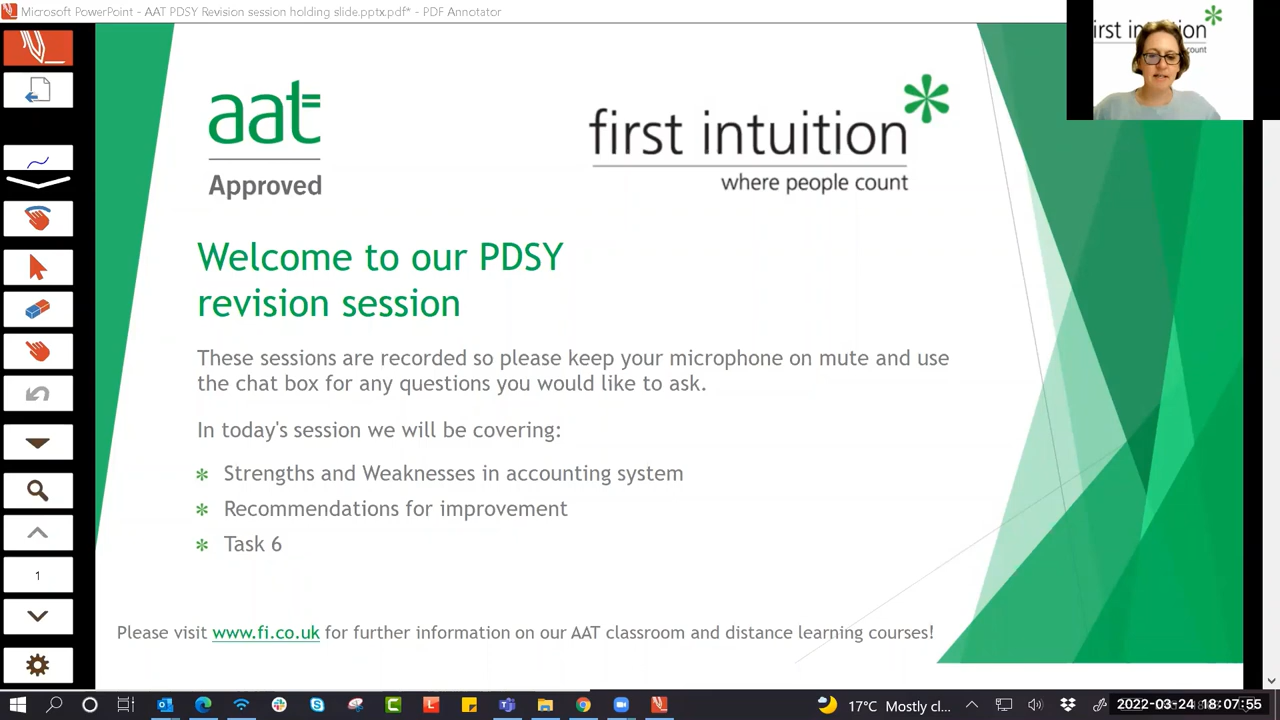 Microsoft PowerPoint - AAT PDSY Revision session holding slide.pptx.pdf* - PDF Annotator
irst intuition
count
aat
Approved
first intuition
where people count
Welcome to our PDSY
revision session
These sessions are recorded so please keep your microphone on mute and use
the chat box for any questions you would like to ask.
In today's session we will be covering:
Strengths and Weaknesses in accounting system
Recommendations for improvement
Task 6
1
Please visit www.fi.co.uk for further information on our AAT classroom and distance learning courses!
17°C Mostly cl...
2022-03-24 18:07:55